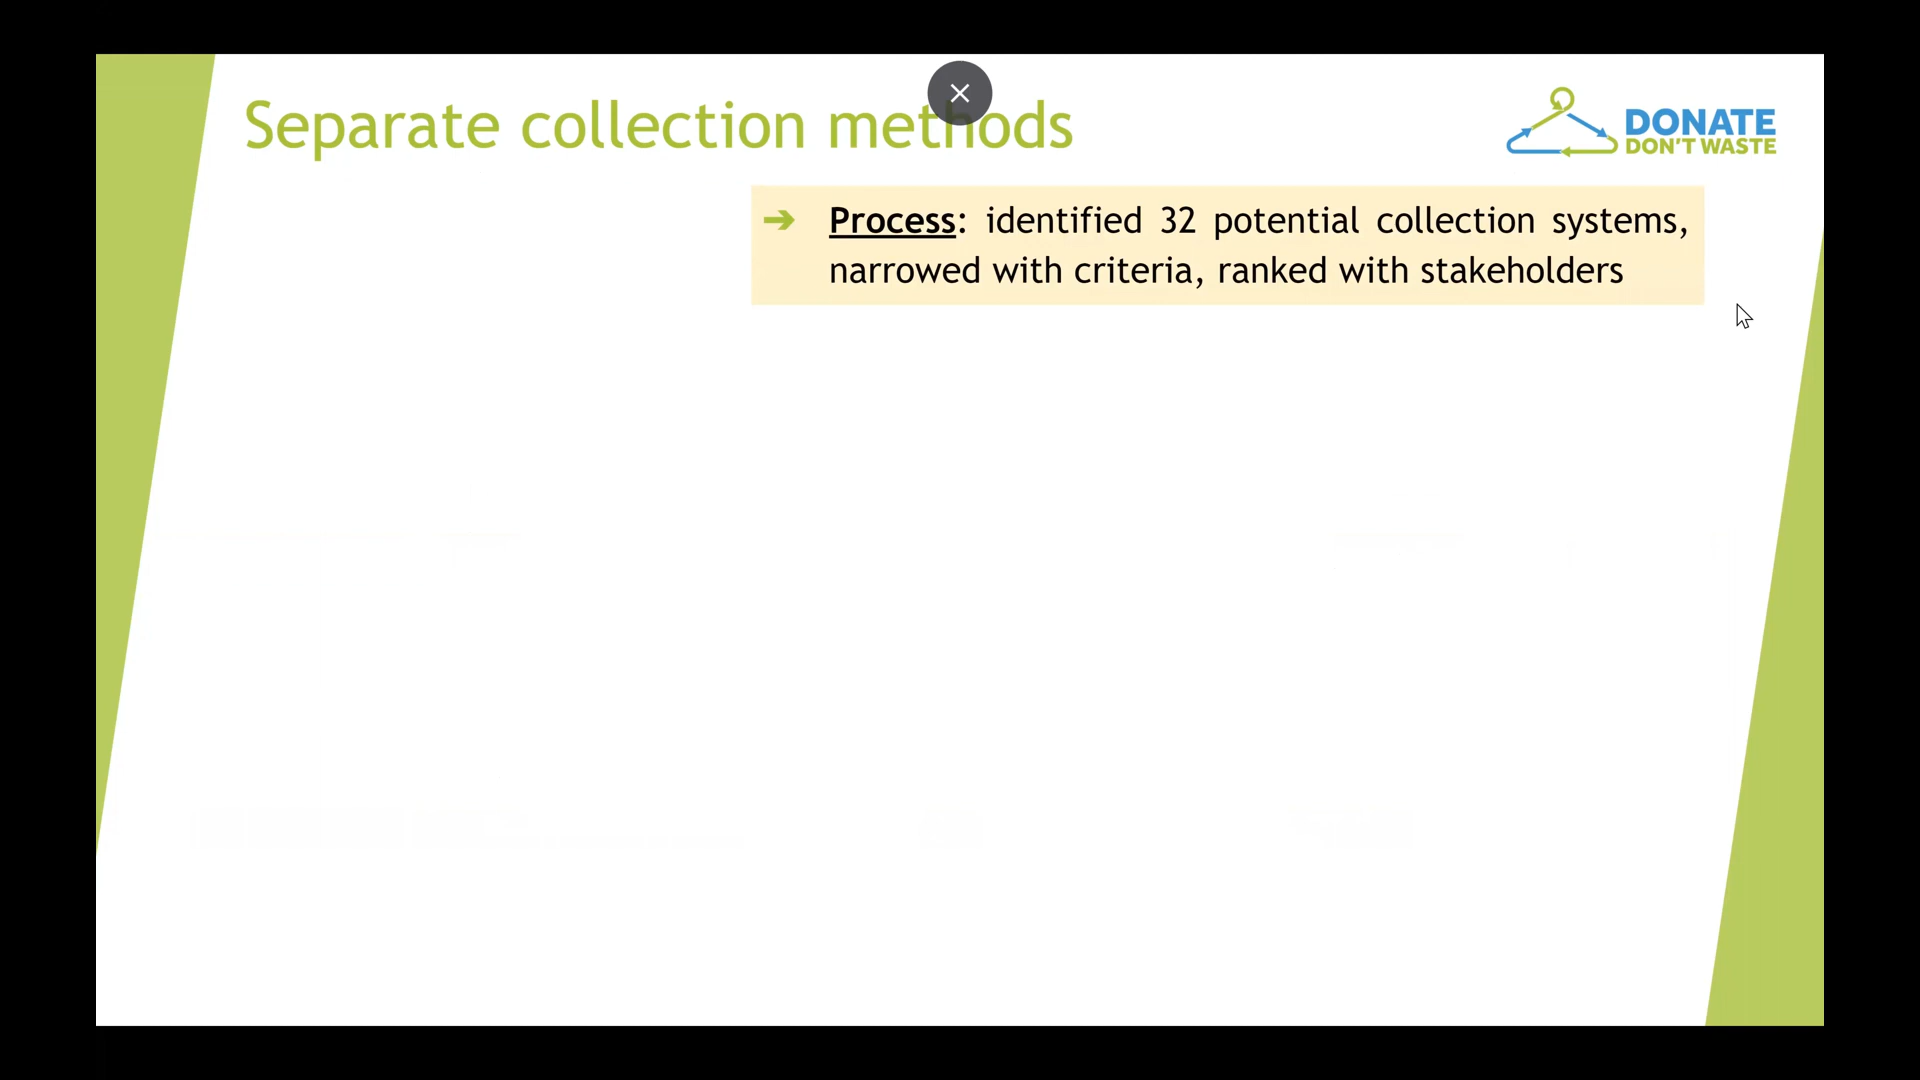 Separate collection methods
DONATE
DON'T WASTE
➔ Process: identified 32 potential collection systems,
narrowed with criteria, ranked with stakeholders